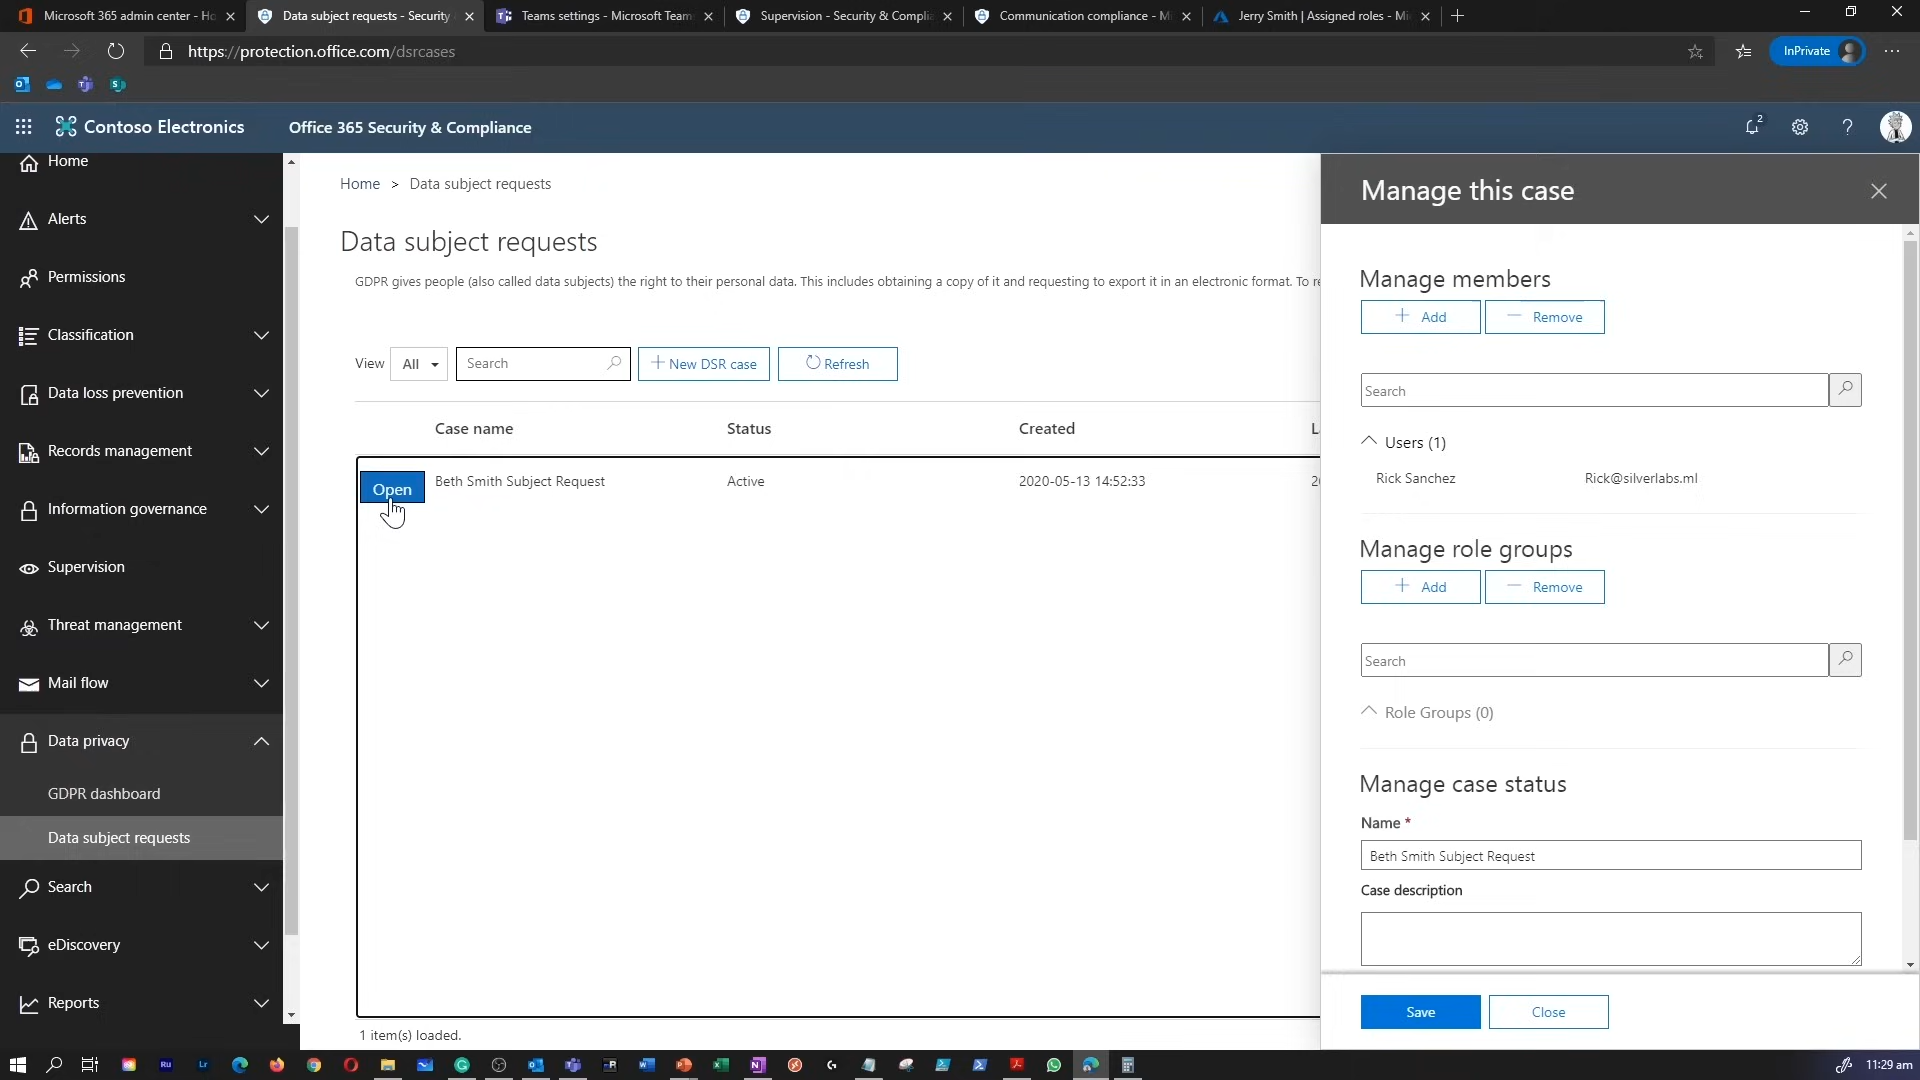 Microsoft 365 admin center - Ho
Data subject requests - Security
Teams settings - Microsoft Team
Supervision - Security & Complia
Communication compliance - Mi
Jerry Smith | Assigned roles - Mi
https://protection.office.com/dsrcases
InPrivate
Contoso Electronics
Office 365 Security & Compliance
2
Home
Alerts
Permissions
Classification
Data loss prevention
Records management
Information governance
Supervision
Threat management
Mail flow
Data privacy
GDPR dashboard
Data subject requests
Search
eDiscovery
Reports
Home > Data subject requests
Data subject requests
GDPR gives people (also called data subjects) the right to their personal data. This includes obtaining a copy of it and requesting to export it in an electronic format. To re
View All Search New DSR case Refresh
Case name Status Created
Open Beth Smith Subject Request Active 2020-05-13 14:52:33
1 item(s) loaded.
Manage this case
Manage members
Add Remove
Search
Users (1)
Rick Sanchez Rick@silverlabs.ml
Manage role groups
Add Remove
Search
Role Groups (0)
Manage case status
Name *
Beth Smith Subject Request
Case description
Save Close
11:29 am